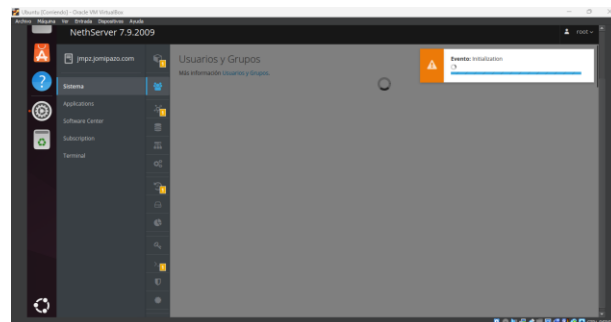 Ubuntu [Corriendo] - Oracle VM VirtualBox
Archivo Máquina Ver Entrada Dispositivos Ayuda
NethServer 7.9.2009
root
jmpz.jomipazo.com
Usuarios y Grupos
Más información Usuarios y Grupos.
Evento: Initialization
Sistema
Applications
Software Center
Subscription
Terminal